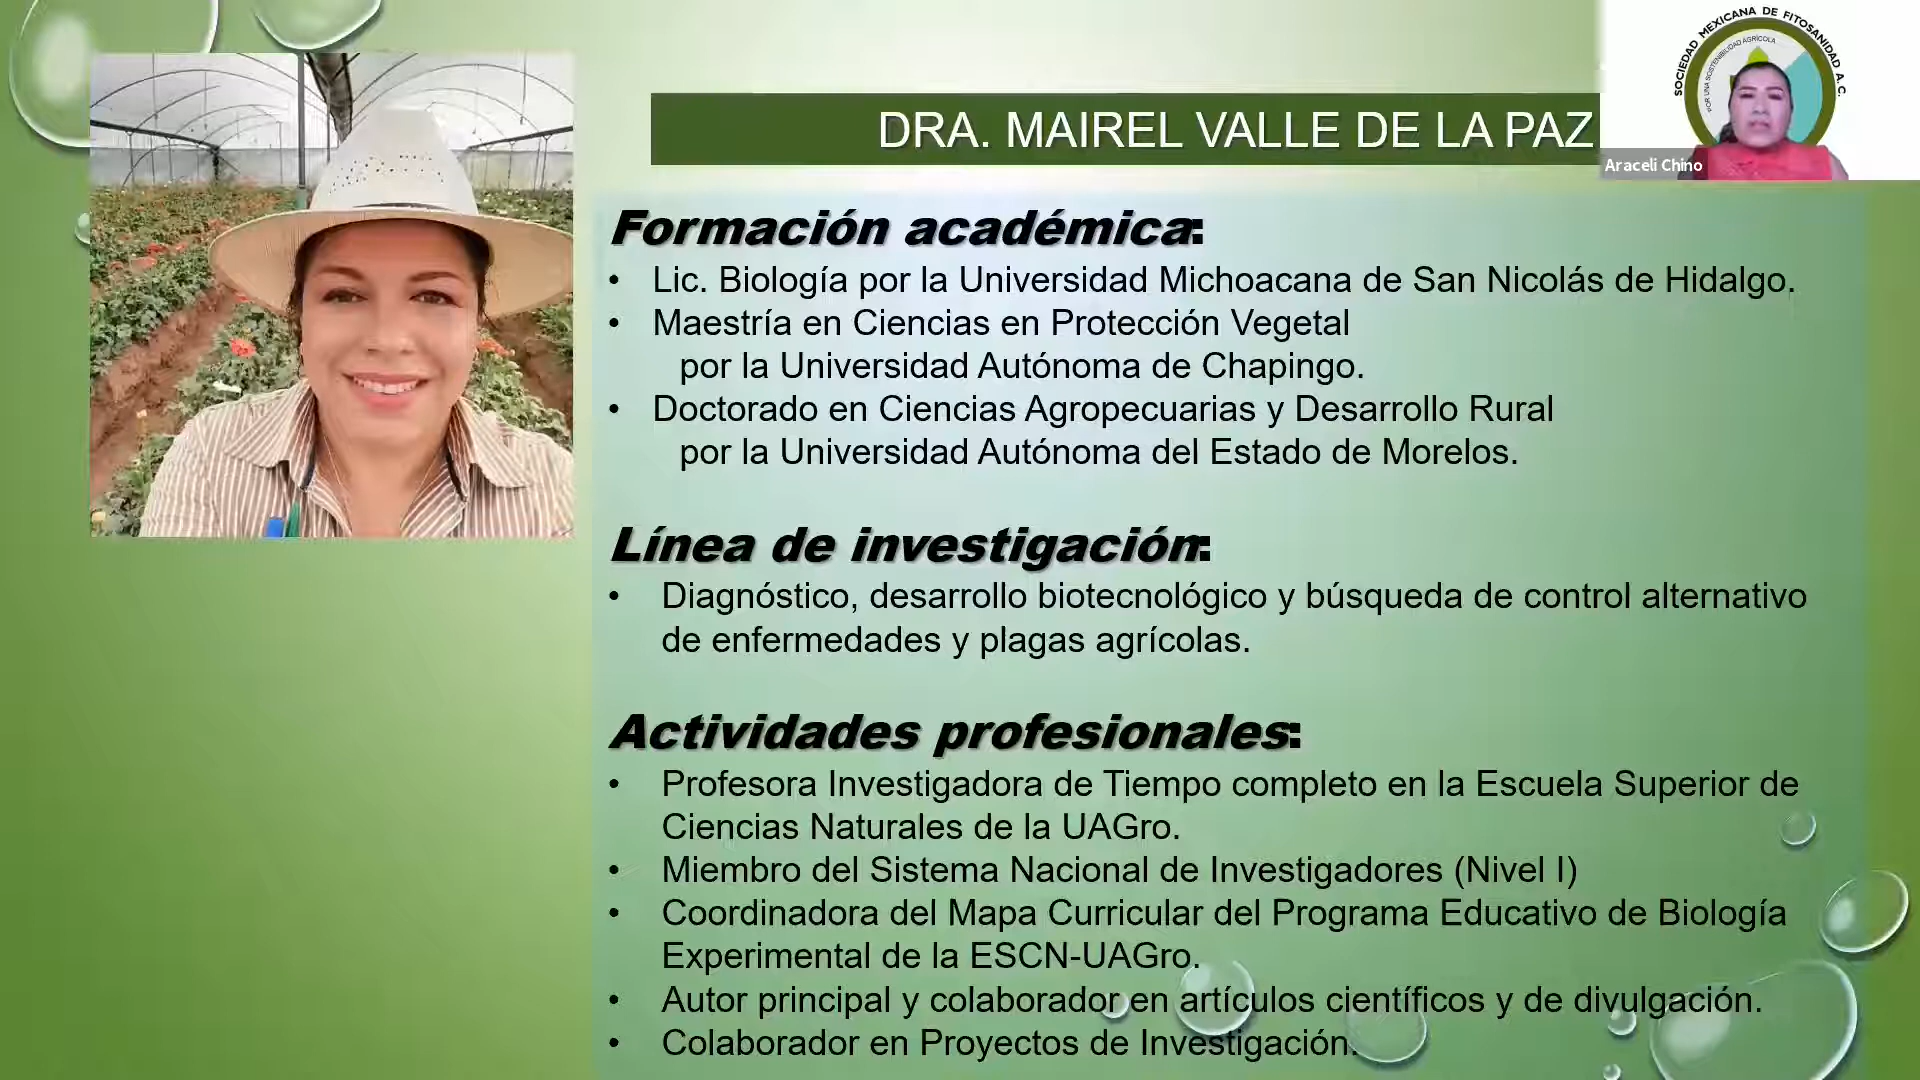 DRA. MAIREL VALLE DE LA PAZ
SOCIEDAD MEXICANA DE FITOSANIDAD A.C.
POR UNA SOSTENIBILIDAD AGRÍCOLA
Araceli Chino
Formación académica:
• Lic. Biología por la Universidad Michoacana de San Nicolás de Hidalgo.
• Maestría en Ciencias en Protección Vegetal
por la Universidad Autónoma de Chapingo.
• Doctorado en Ciencias Agropecuarias y Desarrollo Rural
por la Universidad Autónoma del Estado de Morelos.
Línea de investigación:
• Diagnóstico, desarrollo biotecnológico y búsqueda de control alternativo
de enfermedades y plagas agrícolas.
Actividades profesionales:
• Profesora Investigadora de Tiempo completo en la Escuela Superior de
Ciencias Naturales de la UAGro.
• Miembro del Sistema Nacional de Investigadores (Nivel I)
• Coordinadora del Mapa Curricular del Programa Educativo de Biología
Experimental de la ESCN-UAGro.
• Autor principal y colaborador en artículos científicos y de divulgación.
• Colaborador en Proyectos de Investigación.